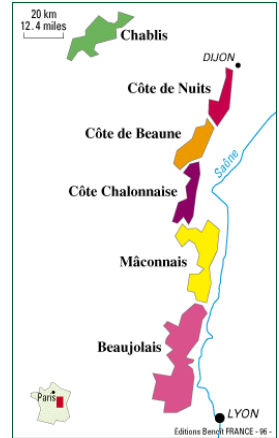 20 km
12.4 miles
Chablis
DIJON
Côte de Nuits
Côte de Beaune
Saône
Côte Chalonnaise
Mâconnais
Beaujolais
Paris
LYON
Éditions Benoît FRANCE - 96 -